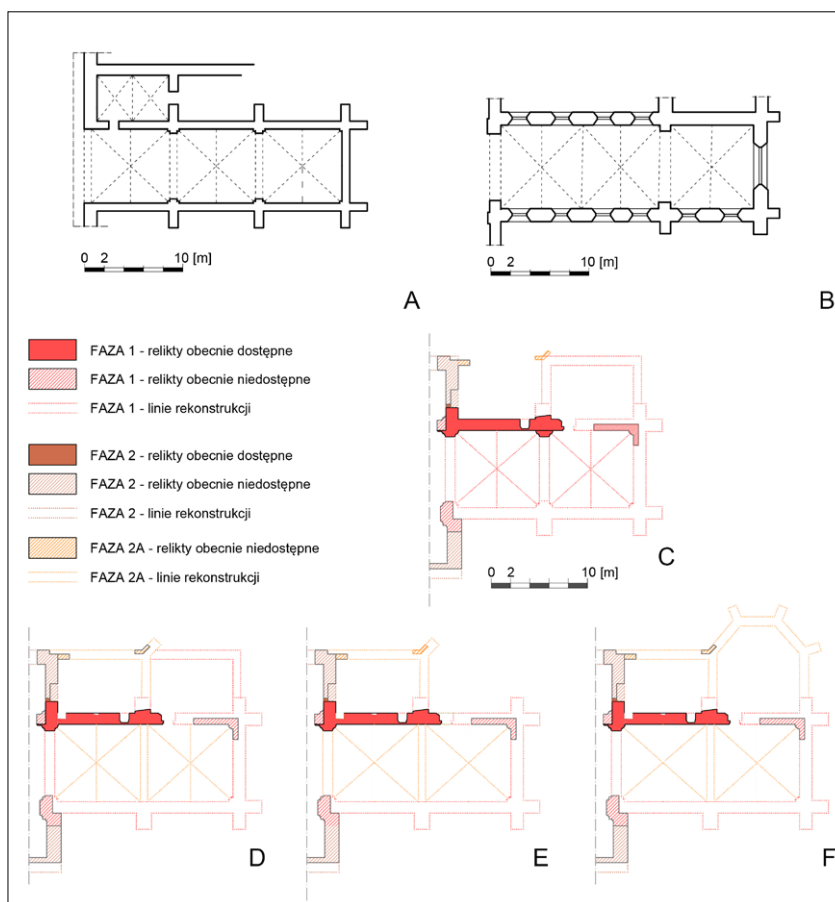 0 2 10 [m]
A
0 2 10 [m]
B
FAZA 1 - relikty obecnie dostępne
FAZA 1 - relikty obecnie niedostępne
FAZA 1 - linie rekonstrukcji
FAZA 2 - relikty obecnie dostępne
FAZA 2 - relikty obecnie niedostępne
FAZA 2 - linie rekonstrukcji
FAZA 2A - relikty obecnie niedostępne
FAZA 2A - linie rekonstrukcji
C
0 2 10 [m]
D
E
F